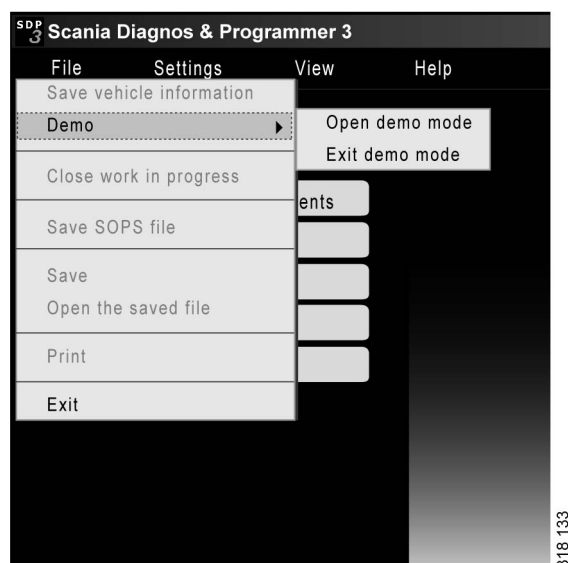 SDP 3 Scania Diagnos & Programmer 3
File Settings View Help
Save vehicle information
Demo
Open demo mode
Exit demo mode
Close work in progress
ents
Save SOPS file
Save
Open the saved file
Print
Exit
318 133